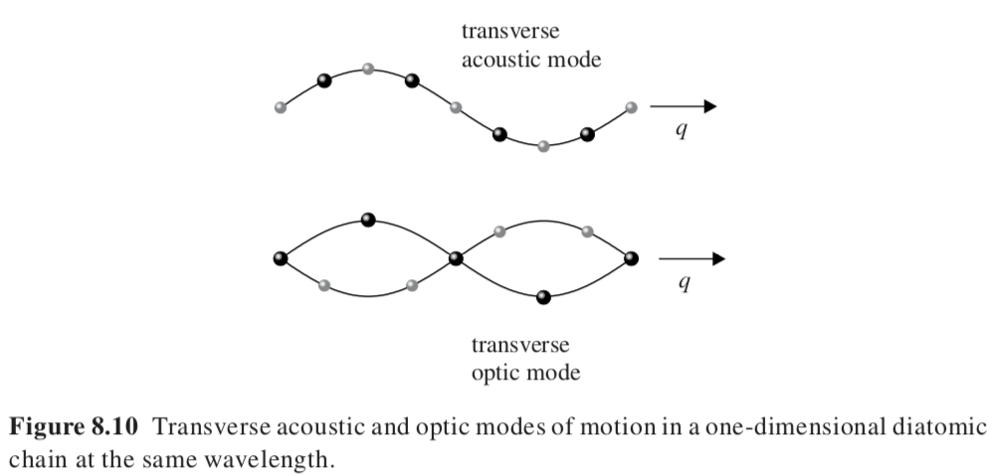 transverse
acoustic mode
q
q
transverse
optic mode
Figure 8.10 Transverse acoustic and optic modes of motion in a one-dimensional diatomic
chain at the same wavelength.